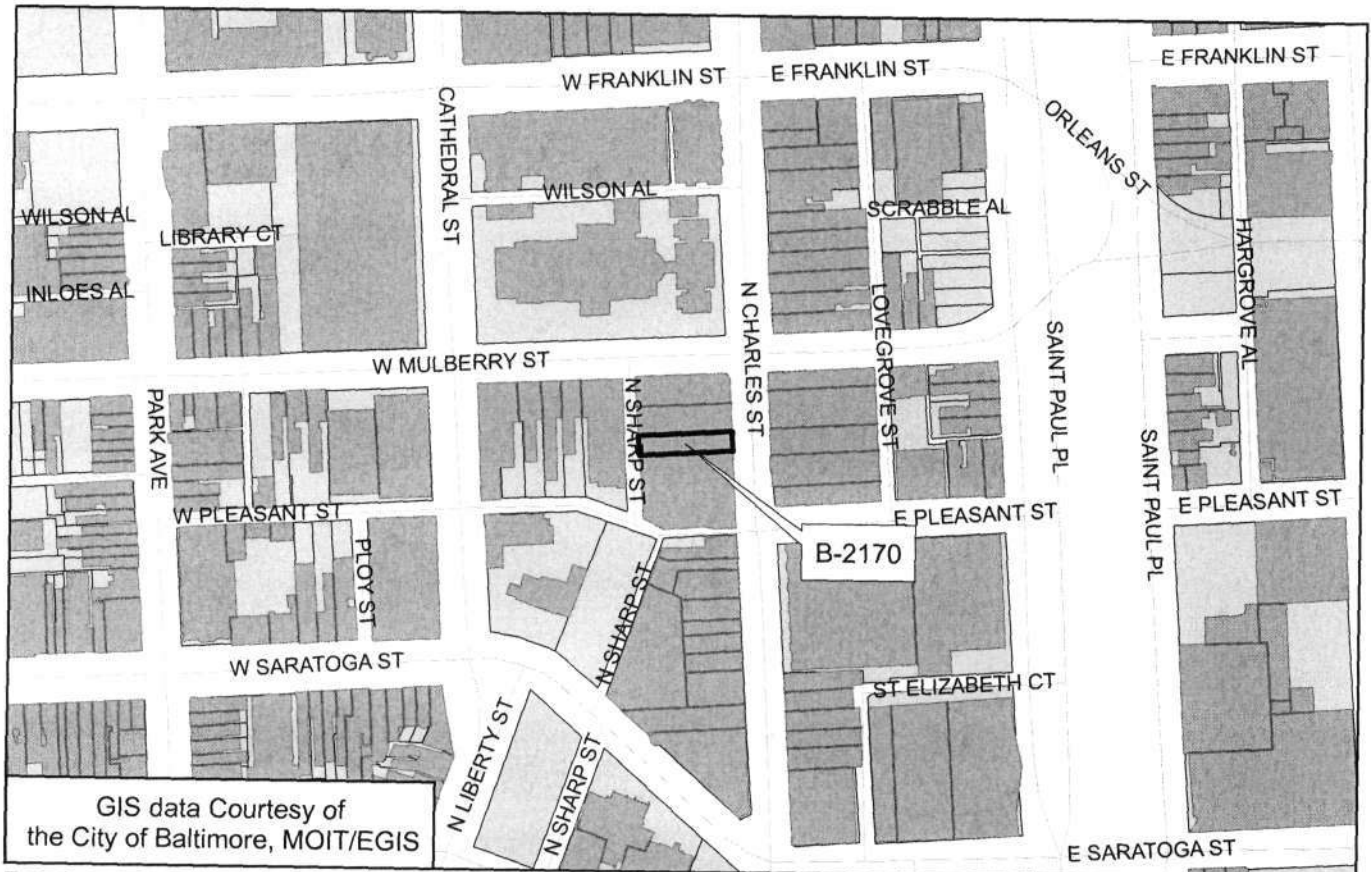 W FRANKLIN ST
E FRANKLIN ST
E FRANKLIN ST
CATHEDRAL ST
ORLEANS ST
WILSON AL
WILSON AL
LIBRARY CT
SCRABBLE AL
HARGROVE AL
INLOES AL
N CHARLES ST
LOVEGROVE ST
SAINT PAUL PL
W MULBERRY ST
PARK AVE
N SHARP ST
SAINT PAUL PL
W PLEASANT ST
E PLEASANT ST
E PLEASANT ST
PLOY ST
B-2170
N SHARP ST
W SARATOGA ST
ST ELIZABETH CT
N LIBERTY ST
N SHARP ST
GIS data Courtesy of
the City of Baltimore, MOIT/EGIS
E SARATOGA ST